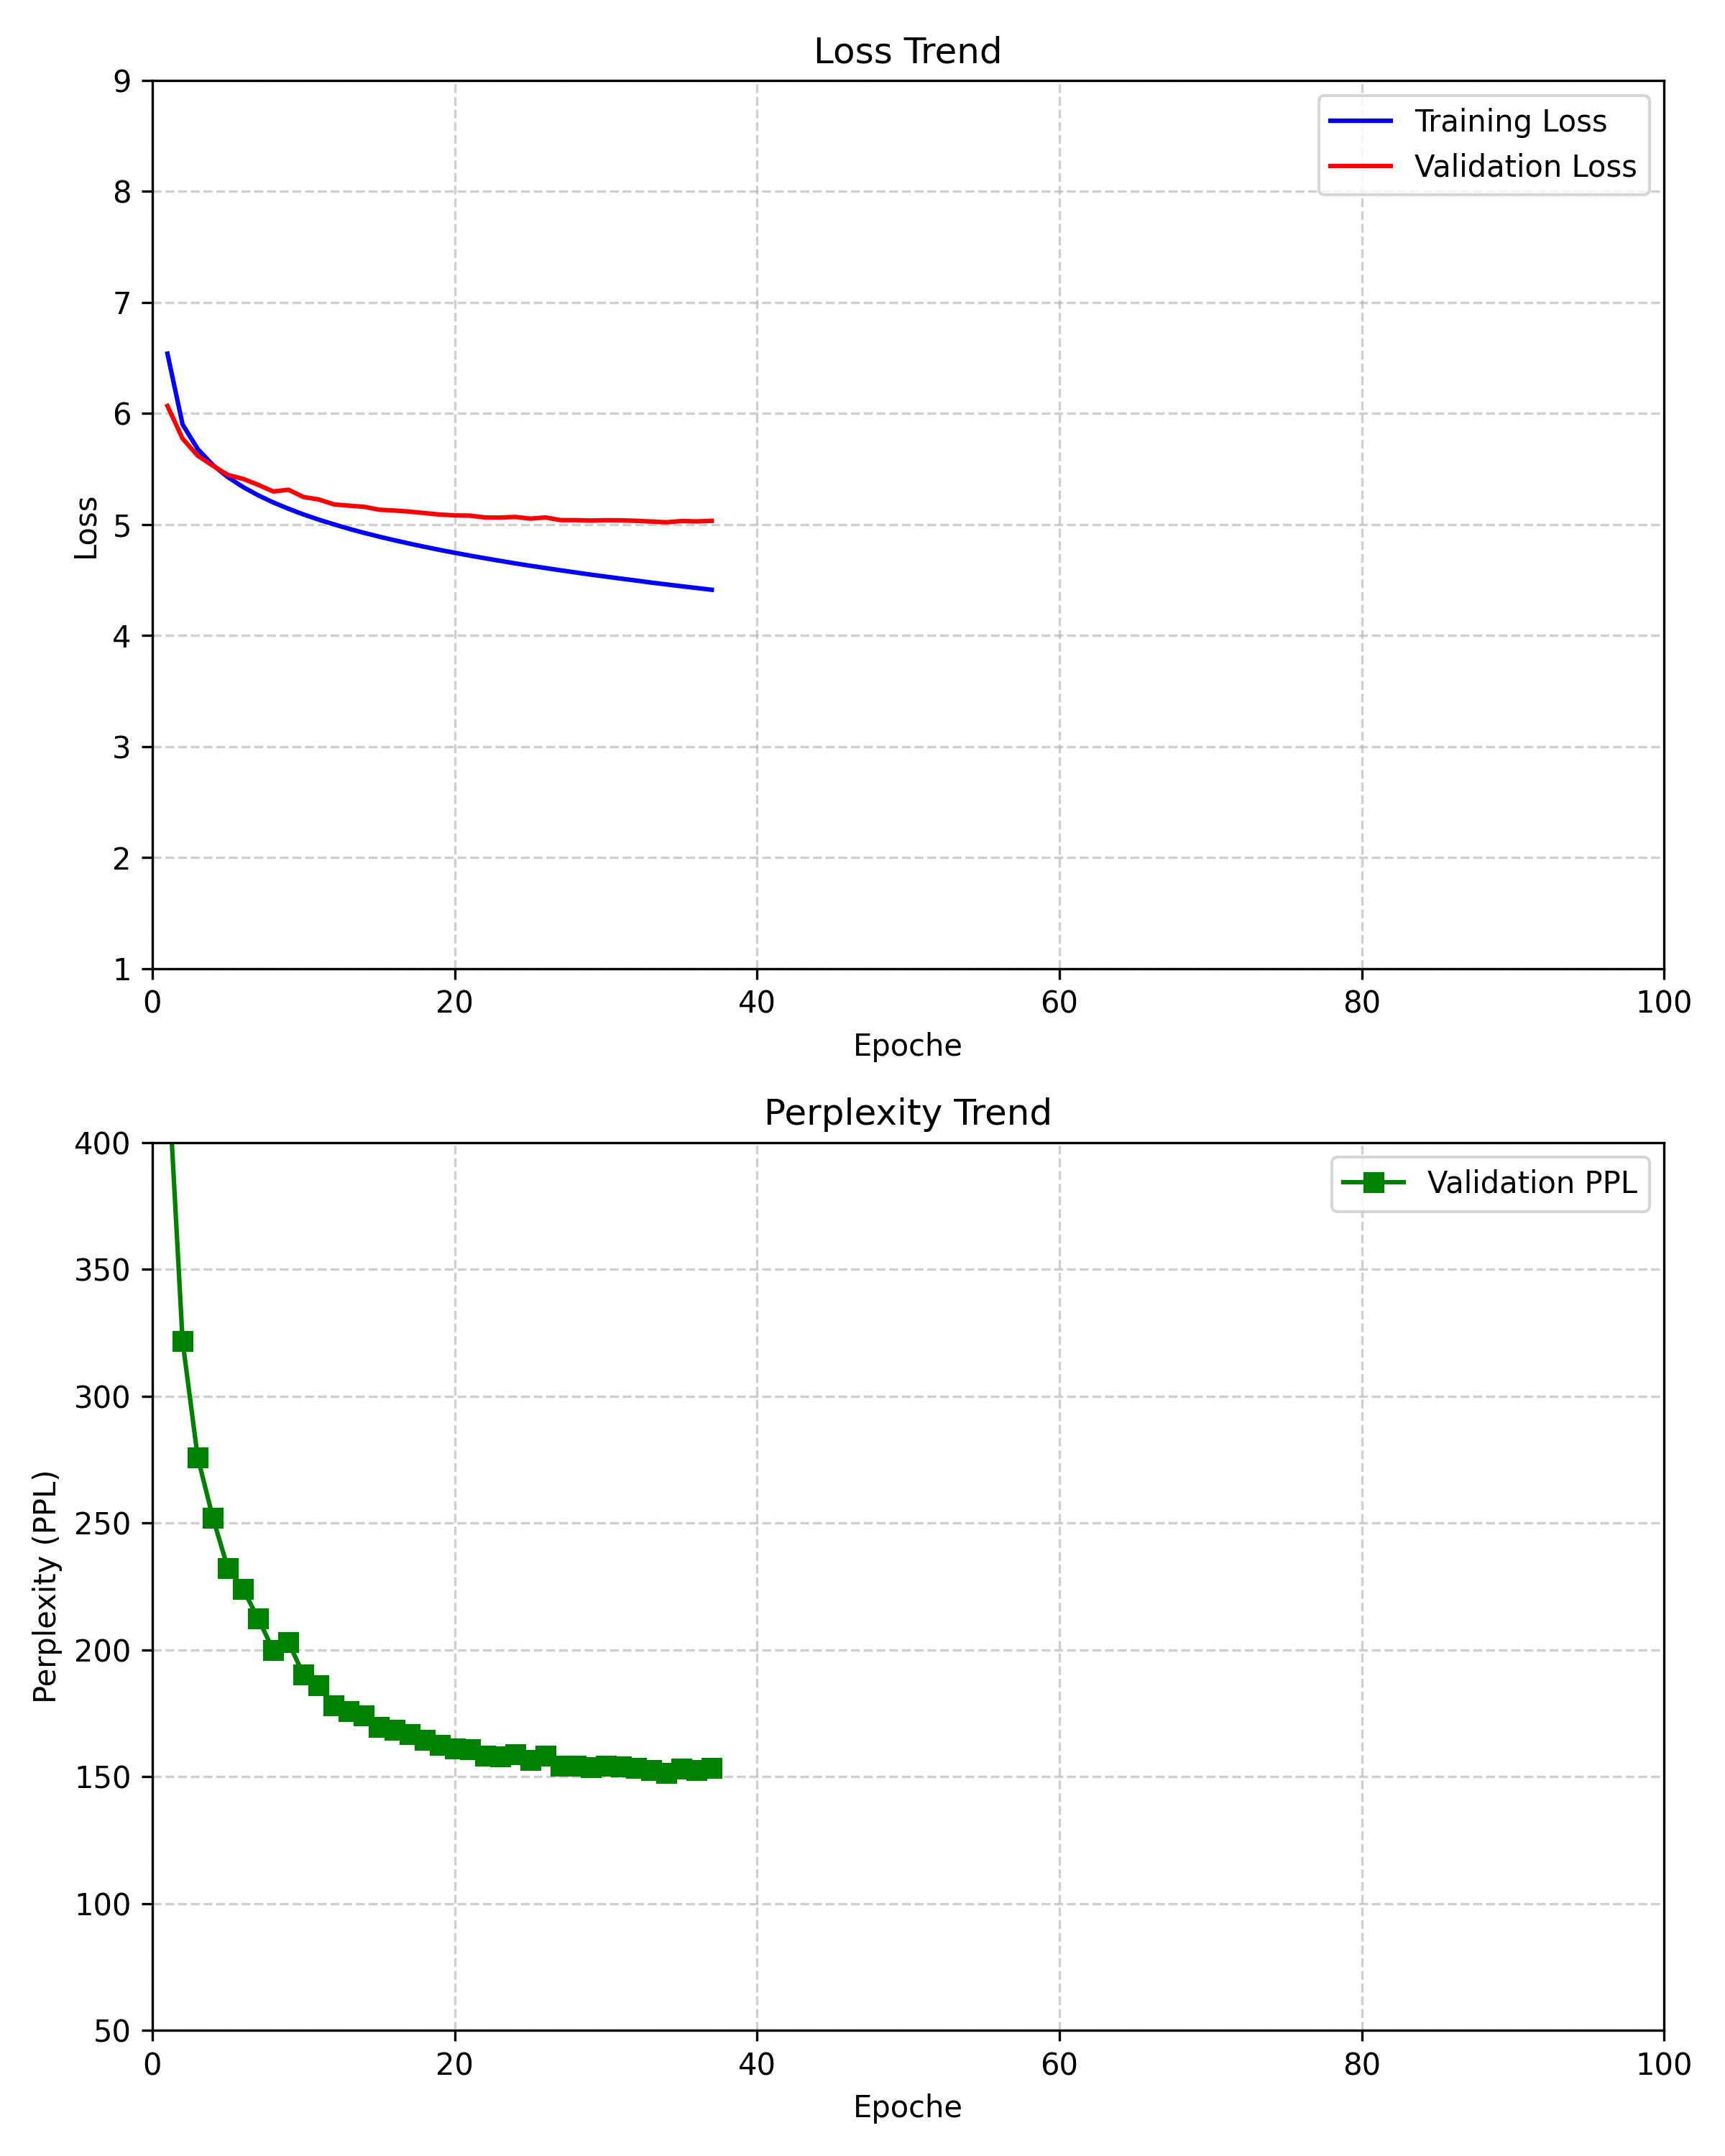 Loss Trend
9
8
7
6
5
4
3
2
1
Loss
Training Loss
Validation Loss
0 20 40 60 80 100
Epoche
Perplexity Trend
400
350
300
250
200
150
100
50
Perplexity (PPL)
Validation PPL
0 20 40 60 80 100
Epoche